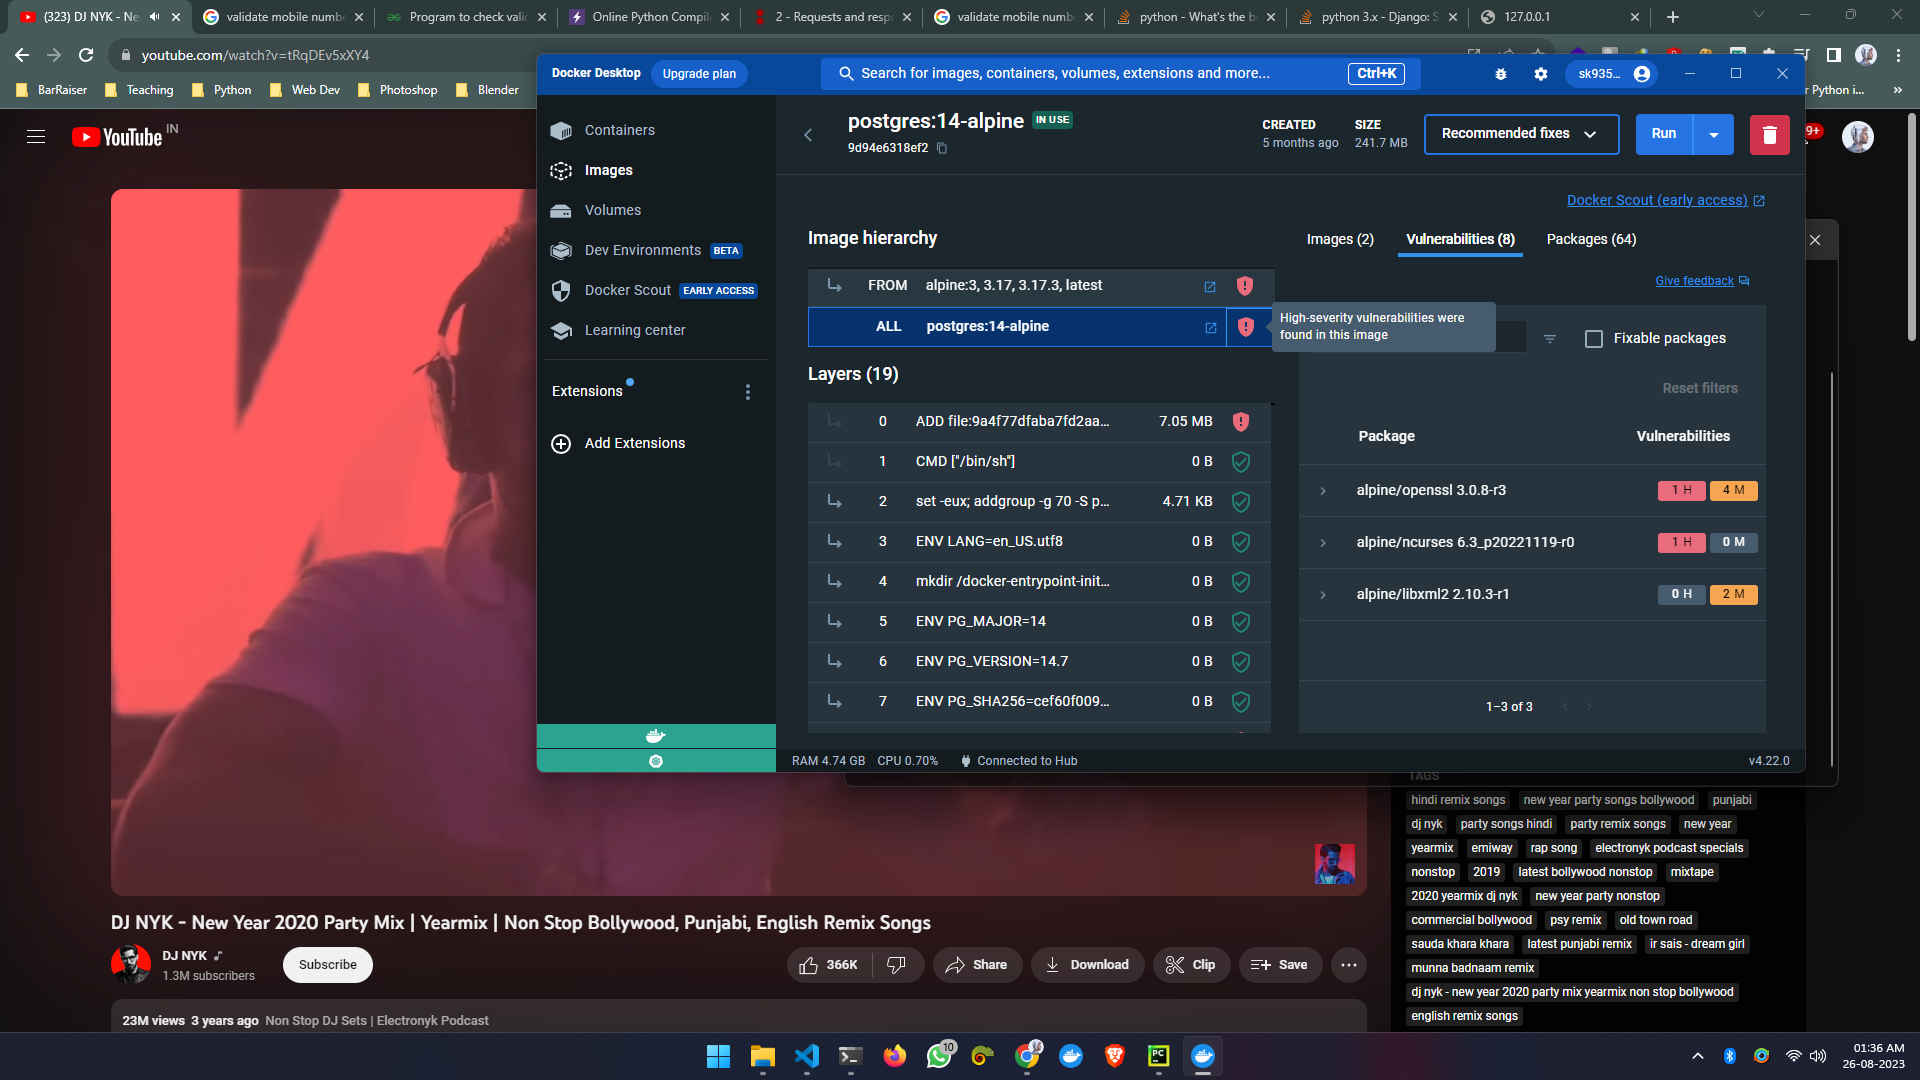 (323) DJ NYK - Ne
validate mobile numbe
Program to check vali
Online Python Compil
2 - Requests and resp
validate mobile numb
python - What's the b
python 3.x - Django: S
127.0.0.1
youtube.com/watch?v=tRqDEv5xXY4
BarRaiser
Teaching
Python
Web Dev
Photoshop
Blender
r Python i...
YouTube IN
9+
Docker Desktop
Upgrade plan
Search for images, containers, volumes, extensions and more...
Ctrl+K
sk935...
Containers
Images
Volumes
Dev Environments BETA
Docker Scout EARLY ACCESS
Learning center
Extensions
Add Extensions
postgres:14-alpine IN USE
9d94e6318ef2
CREATED
5 months ago
SIZE
241.7 MB
Recommended fixes
Run
Docker Scout (early access)
Image hierarchy
FROM alpine:3, 3.17, 3.17.3, latest
ALL postgres:14-alpine
Layers (19)
0 ADD file:9a4f77dfaba7fd2aa... 7.05 MB
1 CMD ["/bin/sh"] 0 B
2 set -eux; addgroup -g 70 -S p... 4.71 KB
3 ENV LANG=en_US.utf8 0 B
4 mkdir /docker-entrypoint-init... 0 B
5 ENV PG_MAJOR=14 0 B
6 ENV PG_VERSION=14.7 0 B
7 ENV PG_SHA256=cef60f009... 0 B
Images (2)
Vulnerabilities (8)
Packages (64)
Give feedback
High-severity vulnerabilities were
found in this image
Fixable packages
Reset filters
Package Vulnerabilities
alpine/openssl 3.0.8-r3 1 H 4 M
alpine/ncurses 6.3_p20221119-r0 1 H 0 M
alpine/libxml2 2.10.3-r1 0 H 2 M
1–3 of 3
RAM 4.74 GB CPU 0.70% Connected to Hub
v4.22.0
TAGS
hindi remix songs new year party songs bollywood punjabi
dj nyk party songs hindi party remix songs new year
yearmix emiway rap song electronyk podcast specials
nonstop 2019 latest bollywood nonstop mixtape
2020 yearmix dj nyk new year party nonstop
commercial bollywood psy remix old town road
sauda khara khara latest punjabi remix ir sais - dream girl
munna badnaam remix
dj nyk - new year 2020 party mix yearmix non stop bollywood
english remix songs
DJ NYK - New Year 2020 Party Mix | Yearmix | Non Stop Bollywood, Punjabi, English Remix Songs
DJ NYK
1.3M subscribers
Subscribe
366K
Share
Download
Clip
Save
23M views 3 years ago Non Stop DJ Sets | Electronyk Podcast
10
PC
01:36 AM
26-08-2023